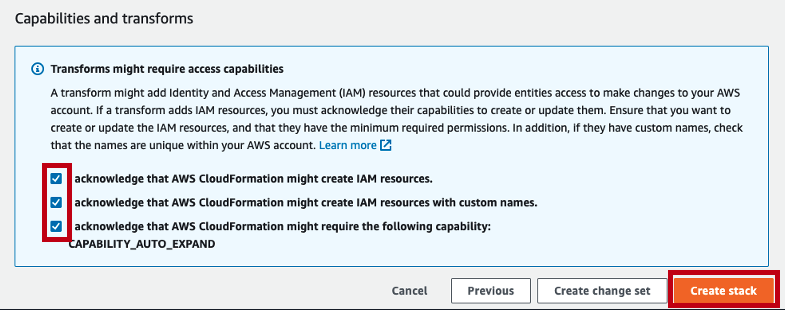 Capabilities and transforms
Transforms might require access capabilities
A transform might add Identity and Access Management (IAM) resources that could provide entities access to make changes to your AWS
account. If a transform adds IAM resources, you must acknowledge their capabilities to create or update them. Ensure that you want to
create or update the IAM resources, and that they have the minimum required permissions. In addition, if they have custom names, check
that the names are unique within your AWS account. Learn more
acknowledge that AWS CloudFormation might create IAM resources.
acknowledge that AWS CloudFormation might create IAM resources with custom names.
acknowledge that AWS CloudFormation might require the following capability:
CAPABILITY_AUTO_EXPAND
Cancel Previous Create change set Create stack